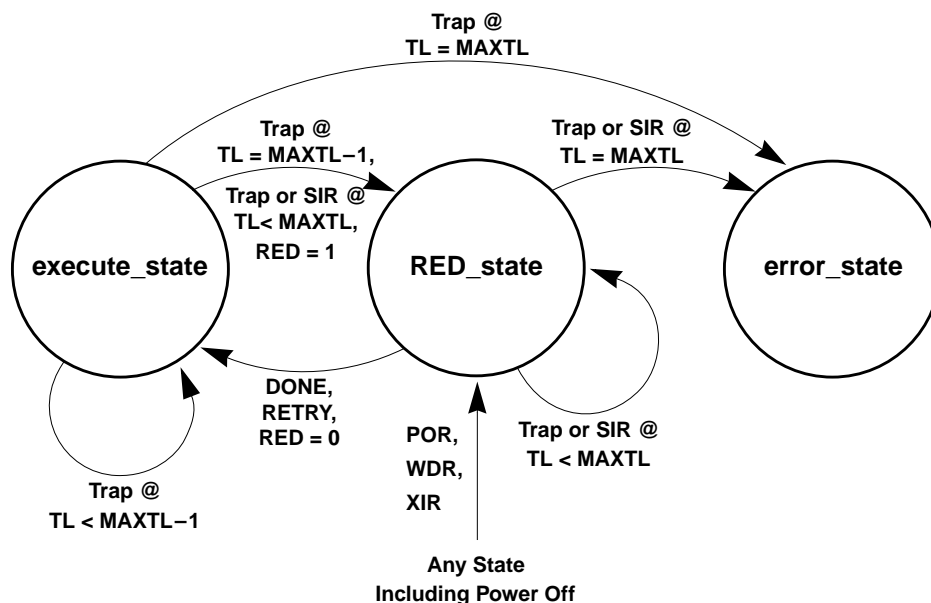 Trap @
TL = MAXTL
Trap @
TL = MAXTL–1,
Trap or SIR @
TL< MAXTL,
RED = 1
Trap or SIR @
TL = MAXTL
execute_state
RED_state
error_state
DONE,
RETRY,
RED = 0
POR,
WDR,
XIR
Trap or SIR @
TL < MAXTL
Trap @
TL < MAXTL–1
Any State
Including Power Off